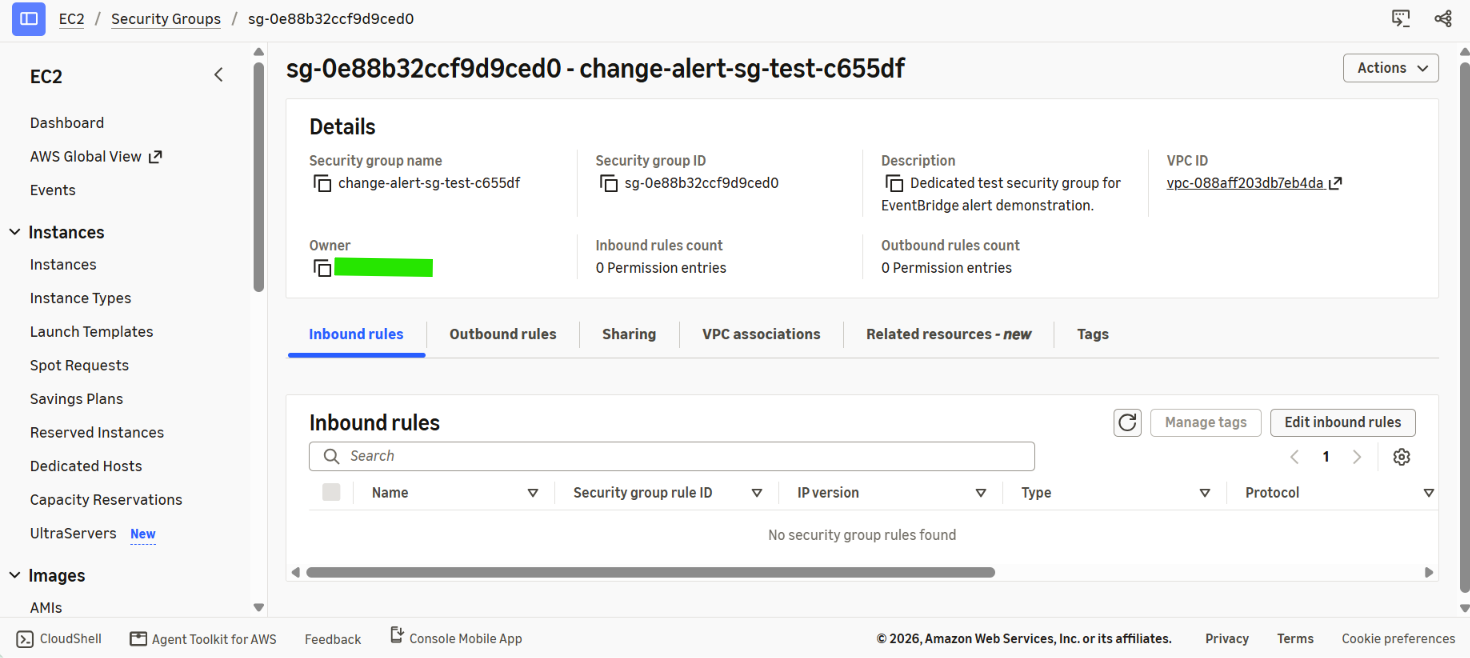 EC2 / Security Groups / sg-0e88b32ccf9d9ced0
EC2
Dashboard
AWS Global View
Events
Instances
Instances
Instance Types
Launch Templates
Spot Requests
Savings Plans
Reserved Instances
Dedicated Hosts
Capacity Reservations
UltraServers New
Images
AMIs
sg-0e88b32ccf9d9ced0 - change-alert-sg-test-c655df
Actions
Details
Security group name
change-alert-sg-test-c655df
Security group ID
sg-0e88b32ccf9d9ced0
Description
Dedicated test security group for
EventBridge alert demonstration.
VPC ID
vpc-088aff203db7eb4da
Owner
Inbound rules count
0 Permission entries
Outbound rules count
0 Permission entries
Inbound rules Outbound rules Sharing VPC associations Related resources - new Tags
Inbound rules
Manage tags Edit inbound rules
Search
1
Name Security group rule ID IP version Type Protocol
No security group rules found
CloudShell Agent Toolkit for AWS Feedback Console Mobile App © 2026, Amazon Web Services, Inc. or its affiliates. Privacy Terms Cookie preferences